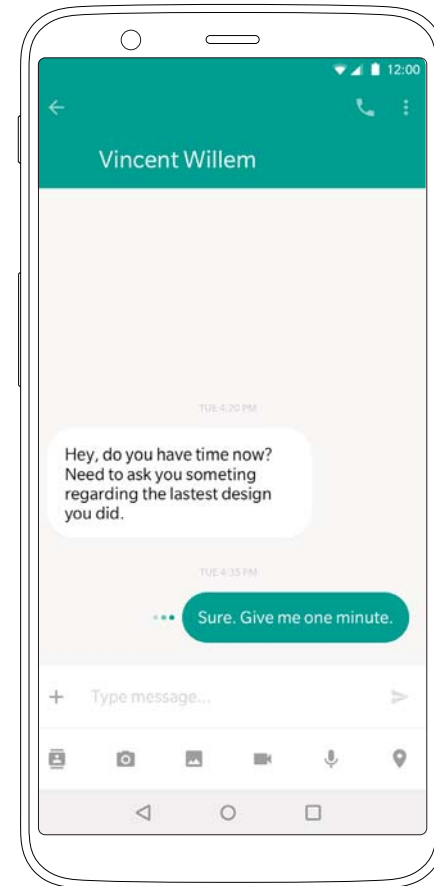 12:00
Vincent Willem
TUE 4:20 PM
Hey, do you have time now?
Need to ask you someting
regarding the lastest design
you did.
TUE 4:35 PM
Sure. Give me one minute.
Type message...